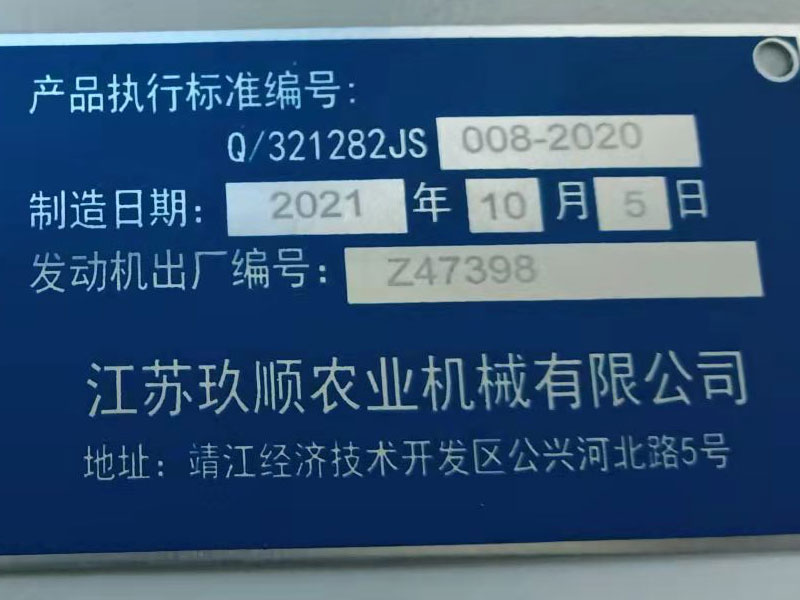 产品执行标准编号:
Q/321282JS 008-2020
制造日期: 2021 年 10 月 5 日
发动机出厂编号: Z47398
江苏玖顺农业机械有限公司
地址: 靖江经济技术开发区公兴河北路5号